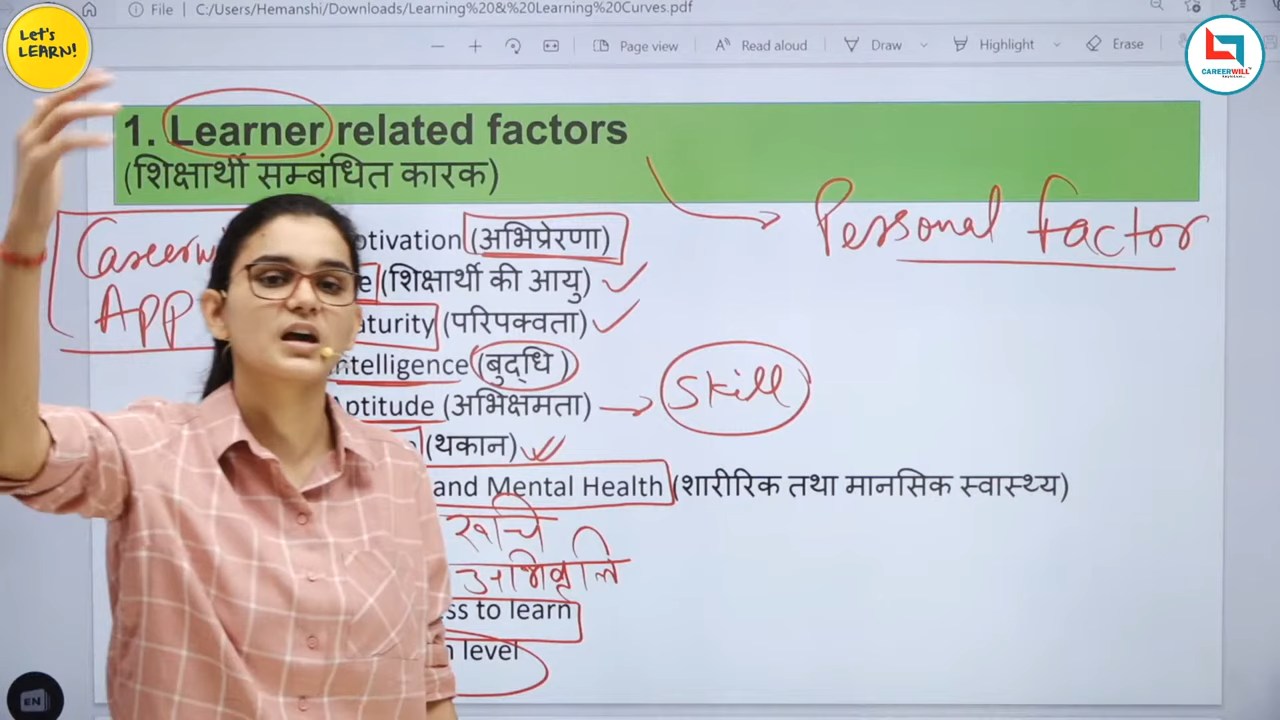 Let's LEARN!
File | C:/Users/Hemanshi/Downloads/Learning%20&%20Learning%20Curves.pdf
Page view Read aloud Draw Highlight Erase
CAREERWILL
1. Learner related factors
(शिक्षार्थी सम्बंधित कारक)
Personal factor
Careerw
App
otivation (अभिप्रेरणा)
e (शिक्षार्थी की आयु)
aturity (परिपक्वता)
Intelligence (बुद्धि )
Aptitude (अभिक्षमता) Skill
(थकान)
and Mental Health (शारीरिक तथा मानसिक स्वास्थ्य)
रूचि
अभिवृत्ति
ss to learn
n level
EN